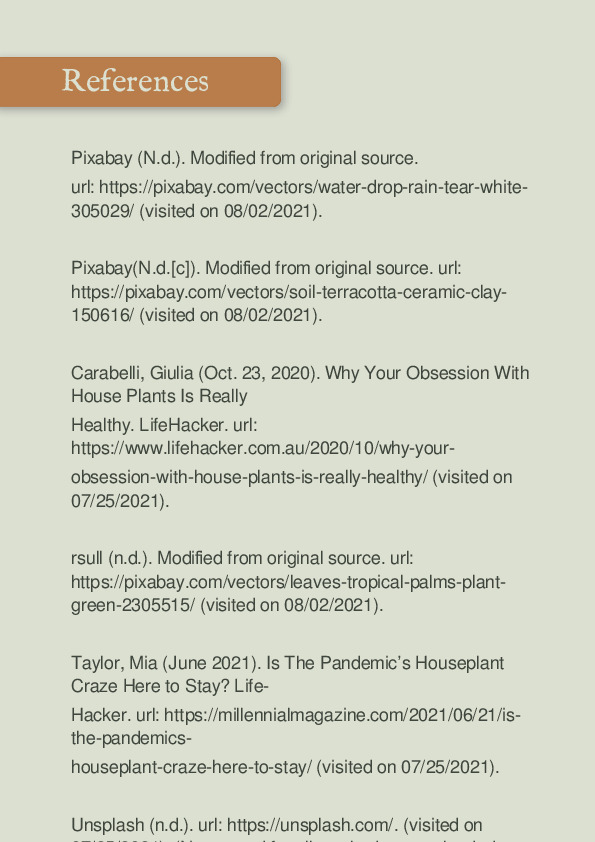 References
Pixabay (N.d.). Modified from original source.
url: https://pixabay.com/vectors/water-drop-rain-tear-white-
305029/ (visited on 08/02/2021).
Pixabay(N.d.[c]). Modified from original source. url:
https://pixabay.com/vectors/soil-terracotta-ceramic-clay-
150616/ (visited on 08/02/2021).
Carabelli, Giulia (Oct. 23, 2020). Why Your Obsession With
House Plants Is Really
Healthy. LifeHacker. url:
https://www.lifehacker.com.au/2020/10/why-your-
obsession-with-house-plants-is-really-healthy/ (visited on
07/25/2021).
rsull (n.d.). Modified from original source. url:
https://pixabay.com/vectors/leaves-tropical-palms-plant-
green-2305515/ (visited on 08/02/2021).
Taylor, Mia (June 2021). Is The Pandemic’s Houseplant
Craze Here to Stay? Life-
Hacker. url: https://millennialmagazine.com/2021/06/21/is-
the-pandemics-
houseplant-craze-here-to-stay/ (visited on 07/25/2021).
Unsplash (n.d.). url: https://unsplash.com/. (visited on